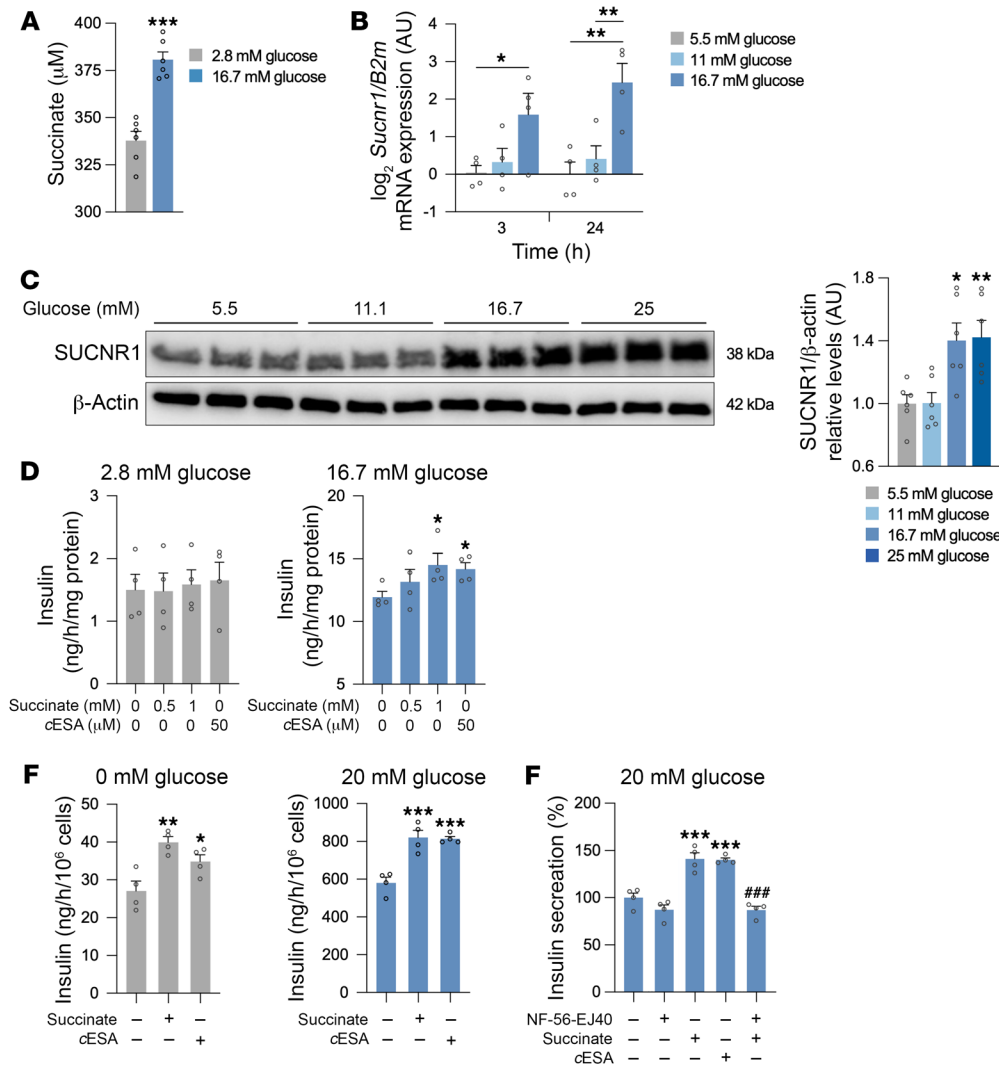 A
Succinate (μM)
400
375
350
325
300
***
2.8 mM glucose
16.7 mM glucose
B
log2 Sucnr1/B2m
mRNA expression (AU)
4
3
2
1
0
-1
*
**
**
3
24
Time (h)
5.5 mM glucose
11 mM glucose
16.7 mM glucose
C
Glucose (mM)
5.5
11.1
16.7
25
SUCNR1
38 kDa
β-Actin
42 kDa
SUCNR1/β-actin
relative levels (AU)
1.8
1.4
1.0
0.6
*
**
5.5 mM glucose
11 mM glucose
16.7 mM glucose
25 mM glucose
D
2.8 mM glucose
Insulin
(ng/h/mg protein)
3
2
1
0
Succinate (mM) 0 0.5 1 0
cESA (μM) 0 0 0 50
16.7 mM glucose
Insulin
(ng/h/mg protein)
20
15
10
5
*
*
Succinate (mM) 0 0.5 1 0
cESA (μM) 0 0 0 50
F
0 mM glucose
Insulin (ng/h/10⁶ cells)
50
40
30
20
10
0
**
*
Succinate – + –
cESA – – +
20 mM glucose
Insulin (ng/h/10⁶ cells)
1000
800
600
400
200
0
***
***
Succinate – + –
cESA – – +
F
20 mM glucose
Insulin secreation (%)
200
150
100
50
0
***
***
###
NF-56-EJ40 – + – – +
Succinate – – + – +
cESA – – – + –